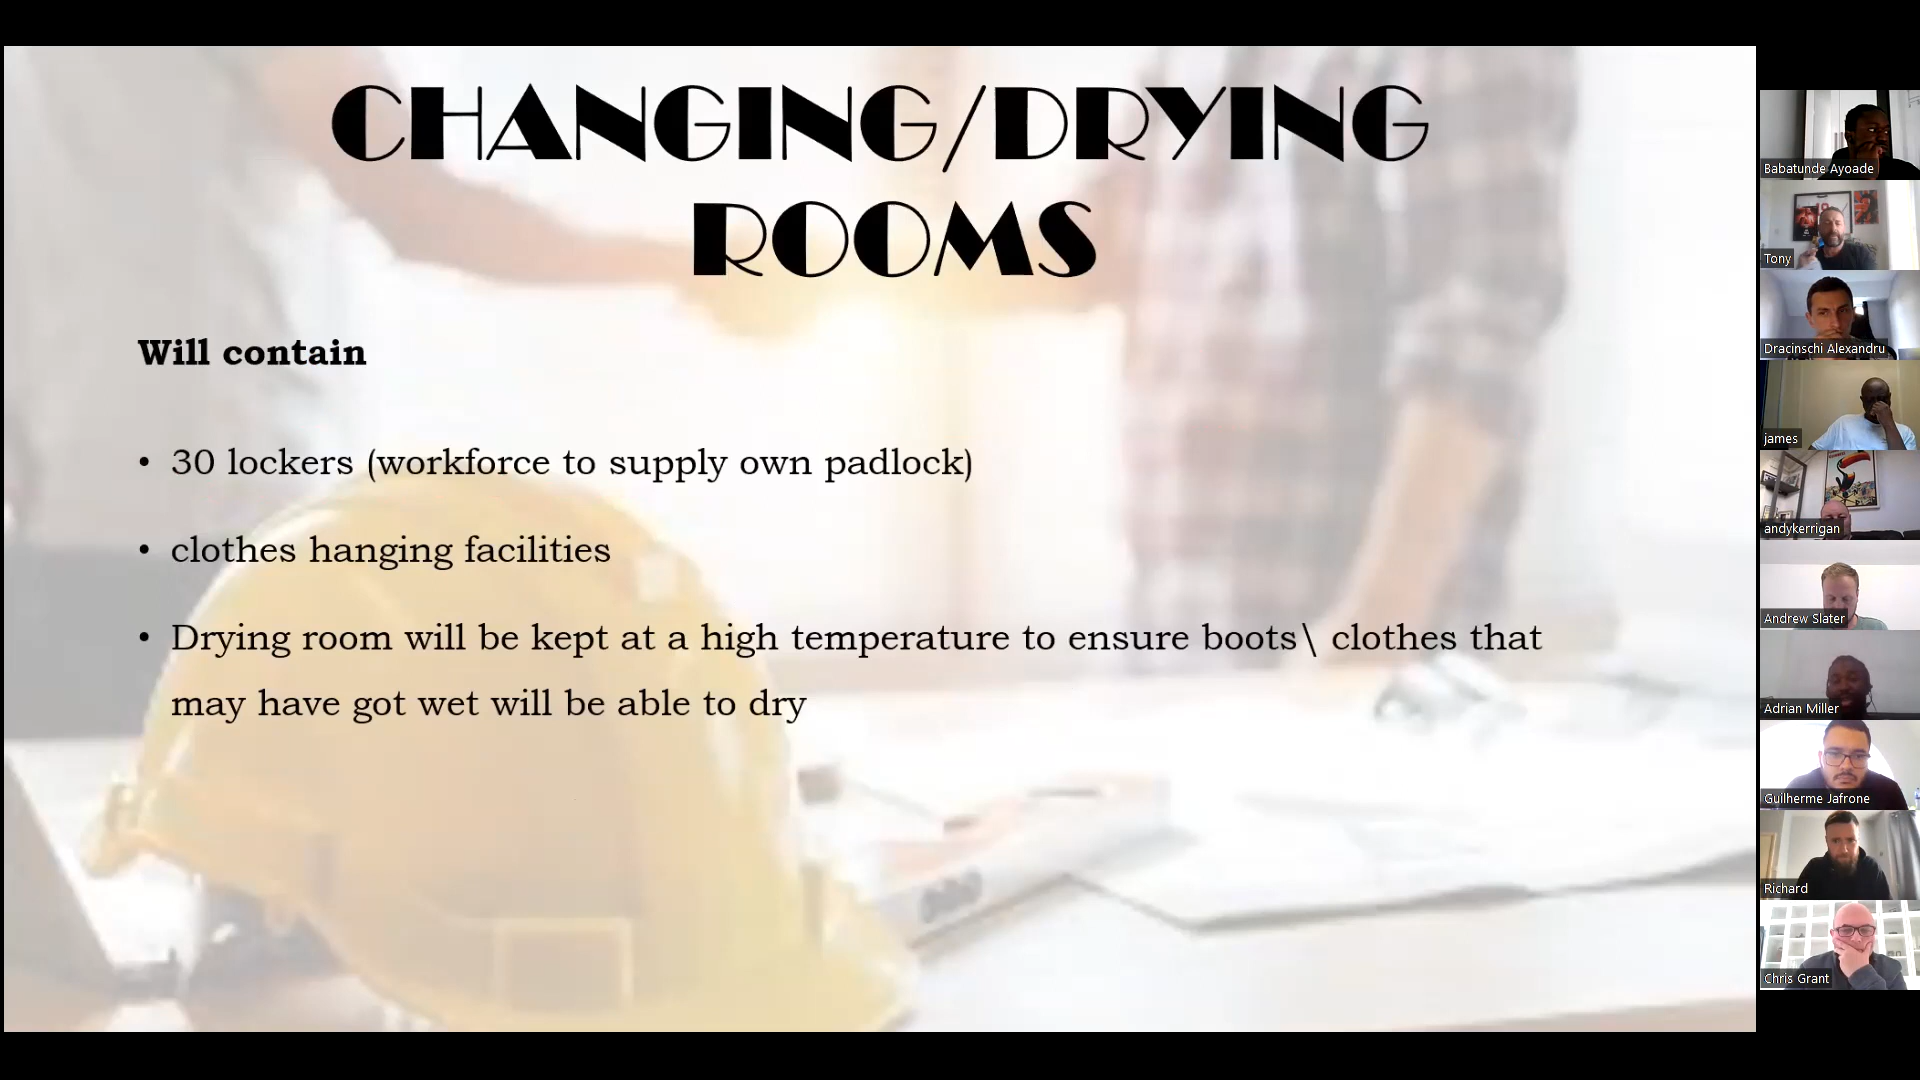 CHANGING/DRYING
ROOMS
Will contain
• 30 lockers (workforce to supply own padlock)
• clothes hanging facilities
• Drying room will be kept at a high temperature to ensure boots\ clothes that
may have got wet will be able to dry
Babatunde Ayoade
Tony
Dracinschi Alexandru
james
andykerrigan
Andrew Slater
Adrian Miller
Guilherme Jafrone
Richard
Chris Grant